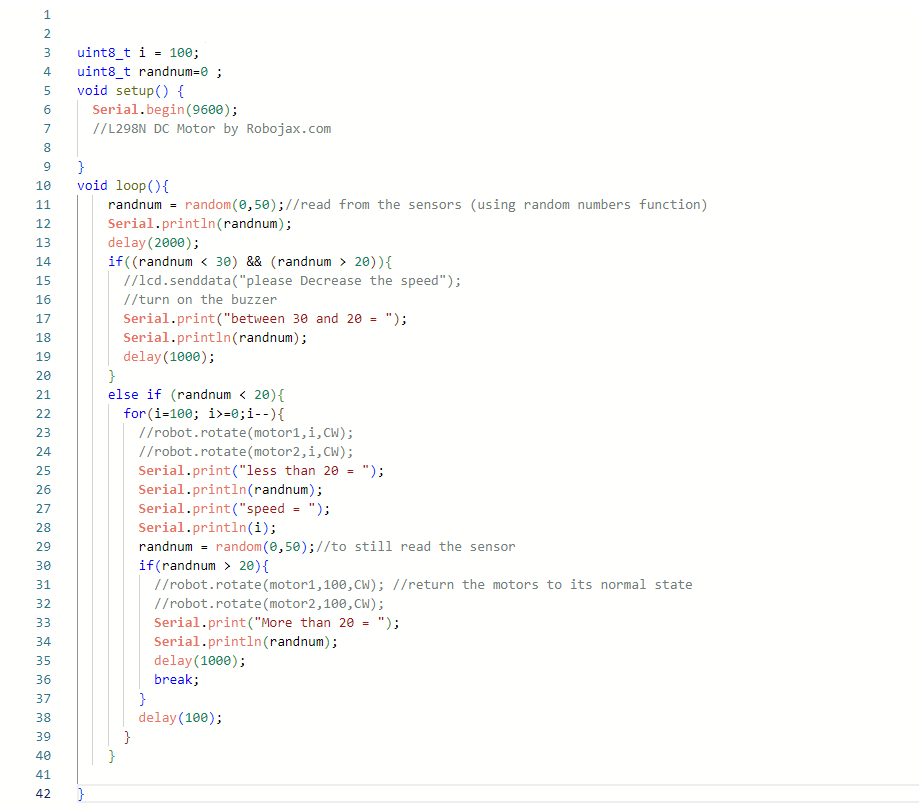 1
2
3 uint8_t i = 100;
4 uint8_t randnum=0 ;
5 void setup() {
6 Serial.begin(9600);
7 //L298N DC Motor by Robojax.com
8
9 }
10 void loop(){
11 randnum = random(0,50);//read from the sensors (using random numbers function)
12 Serial.println(randnum);
13 delay(2000);
14 if((randnum < 30) && (randnum > 20)){
15 //lcd.senddata("please Decrease the speed");
16 //turn on the buzzer
17 Serial.print("between 30 and 20 = ");
18 Serial.println(randnum);
19 delay(1000);
20 }
21 else if (randnum < 20){
22 for(i=100; i>=0;i--){
23 //robot.rotate(motor1,i,CW);
24 //robot.rotate(motor2,i,CW);
25 Serial.print("less than 20 = ");
26 Serial.println(randnum);
27 Serial.print("speed = ");
28 Serial.println(i);
29 randnum = random(0,50);//to still read the sensor
30 if(randnum > 20){
31 //robot.rotate(motor1,100,CW); //return the motors to its normal state
32 //robot.rotate(motor2,100,CW);
33 Serial.print("More than 20 = ");
34 Serial.println(randnum);
35 delay(1000);
36 break;
37 }
38 delay(100);
39 }
40 }
41
42 }